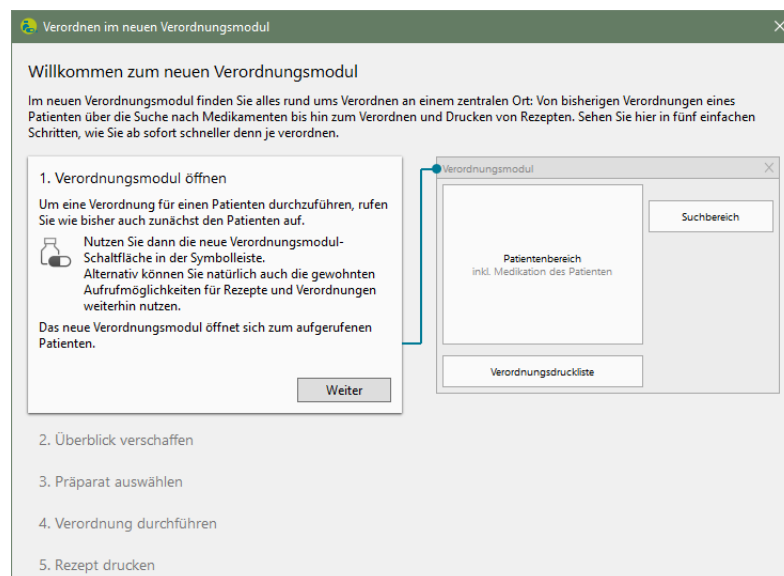 Verordnen im neuen Verordnungsmodul
Willkommen zum neuen Verordnungsmodul
Im neuen Verordnungsmodul finden Sie alles rund ums Verordnen an einem zentralen Ort: Von bisherigen Verordnungen eines
Patienten über die Suche nach Medikamenten bis hin zum Verordnen und Drucken von Rezepten. Sehen Sie hier in fünf einfachen
Schritten, wie Sie ab sofort schneller denn je verordnen.
1. Verordnungsmodul öffnen
Um eine Verordnung für einen Patienten durchzuführen, rufen
Sie wie bisher auch zunächst den Patienten auf.
Nutzen Sie dann die neue Verordnungsmodul-
Schaltfläche in der Symbolleiste.
Alternativ können Sie natürlich auch die gewohnten
Aufrufmöglichkeiten für Rezepte und Verordnungen
weiterhin nutzen.
Das neue Verordnungsmodul öffnet sich zum aufgerufenen
Patienten.
Weiter
Verordnungsmodul
Patientenbereich
inkl. Medikation des Patienten
Suchbereich
Verordnungsdruckliste
2. Überblick verschaffen
3. Präparat auswählen
4. Verordnung durchführen
5. Rezept drucken